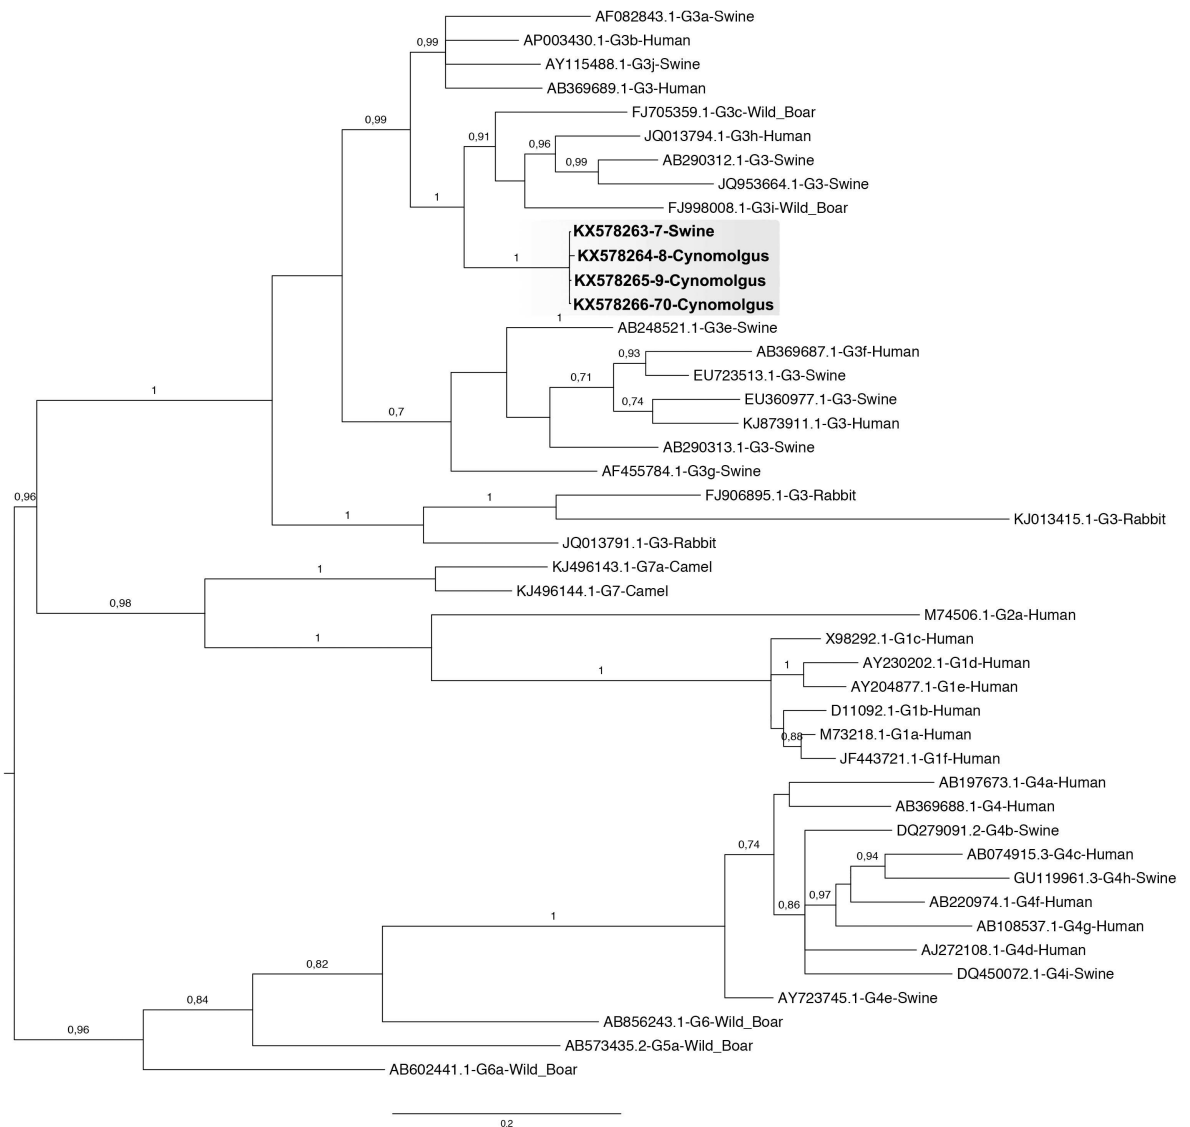 AF082843.1-G3a-Swine
0,99
AP003430.1-G3b-Human
AY115488.1-G3j-Swine
AB369689.1-G3-Human
0,99
FJ705359.1-G3c-Wild_Boar
0,91
JQ013794.1-G3h-Human
0,96
0,99
AB290312.1-G3-Swine
JQ953664.1-G3-Swine
1
FJ998008.1-G3i-Wild_Boar
KX578263-7-Swine
1
KX578264-8-Cynomolgus
KX578265-9-Cynomolgus
KX578266-70-Cynomolgus
1
AB248521.1-G3e-Swine
0,93
AB369687.1-G3f-Human
0,71
EU723513.1-G3-Swine
1
0,74
EU360977.1-G3-Swine
0,7
KJ873911.1-G3-Human
AB290313.1-G3-Swine
AF455784.1-G3g-Swine
0,96
1
FJ906895.1-G3-Rabbit
1
KJ013415.1-G3-Rabbit
JQ013791.1-G3-Rabbit
1
KJ496143.1-G7a-Camel
KJ496144.1-G7-Camel
0,98
M74506.1-G2a-Human
1
X98292.1-G1c-Human
1
1
AY230202.1-G1d-Human
AY204877.1-G1e-Human
D11092.1-G1b-Human
0,88
M73218.1-G1a-Human
JF443721.1-G1f-Human
AB197673.1-G4a-Human
AB369688.1-G4-Human
DQ279091.2-G4b-Swine
0,74
0,94
AB074915.3-G4c-Human
GU119961.3-G4h-Swine
0,86
0,97
AB220974.1-G4f-Human
1
AB108537.1-G4g-Human
AJ272108.1-G4d-Human
0,82
DQ450072.1-G4i-Swine
0,84
AY723745.1-G4e-Swine
AB856243.1-G6-Wild_Boar
0,96
AB573435.2-G5a-Wild_Boar
AB602441.1-G6a-Wild_Boar
0.2